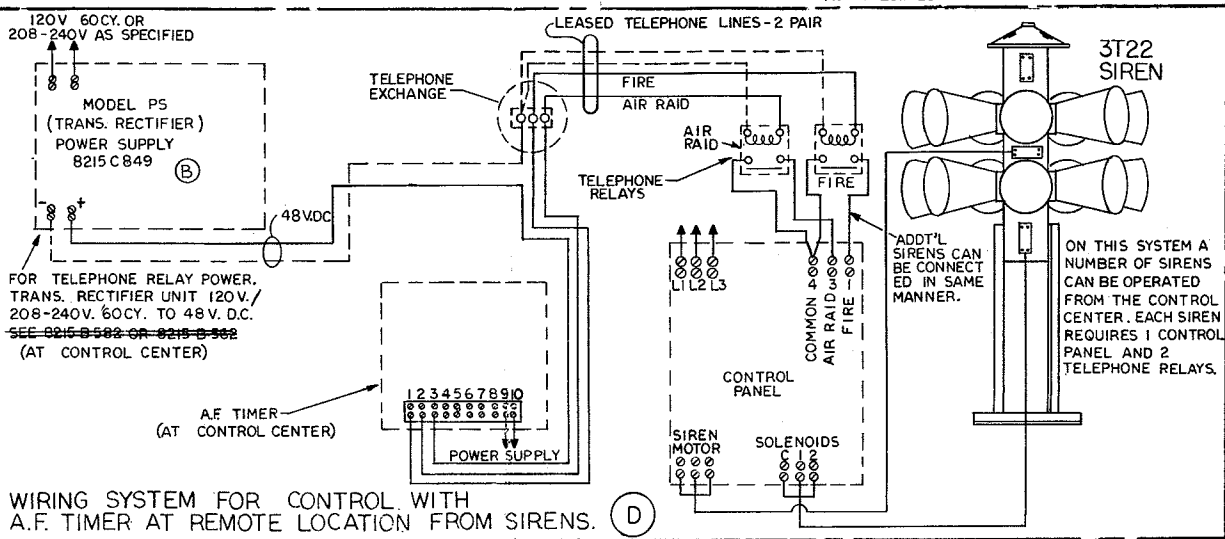 120V 60CY. OR
208-240V AS SPECIFIED
MODEL PS
(TRANS. RECTIFIER)
POWER SUPPLY
8215C849
B
- +
48V.DC
FOR TELEPHONE RELAY POWER.
TRANS. RECTIFIER UNIT 120V./
208-240V. 60CY. TO 48V. D.C.
SEE 8215 B 582 OR 8215 B 562
(AT CONTROL CENTER)
TELEPHONE
EXCHANGE
LEASED TELEPHONE LINES-2 PAIR
FIRE
AIR RAID
AIR
RAID
TELEPHONE
RELAYS
FIRE
ADDT'L
SIRENS CAN
BE CONNECT
ED IN SAME
MANNER.
3T22
SIREN
ON THIS SYSTEM A
NUMBER OF SIRENS
CAN BE OPERATED
FROM THE CONTROL
CENTER. EACH SIREN
REQUIRES 1 CONTROL
PANEL AND 2
TELEPHONE RELAYS.
L1 L2 L3
COMMON 4
AIR RAID 3
FIRE 1
CONTROL
PANEL
SIREN
MOTOR
SOLENOIDS
C 1 2
1 2 3 4 5 6 7 8 9 10
A.F. TIMER
(AT CONTROL CENTER)
POWER SUPPLY
WIRING SYSTEM FOR CONTROL WITH
A.F. TIMER AT REMOTE LOCATION FROM SIRENS.
D